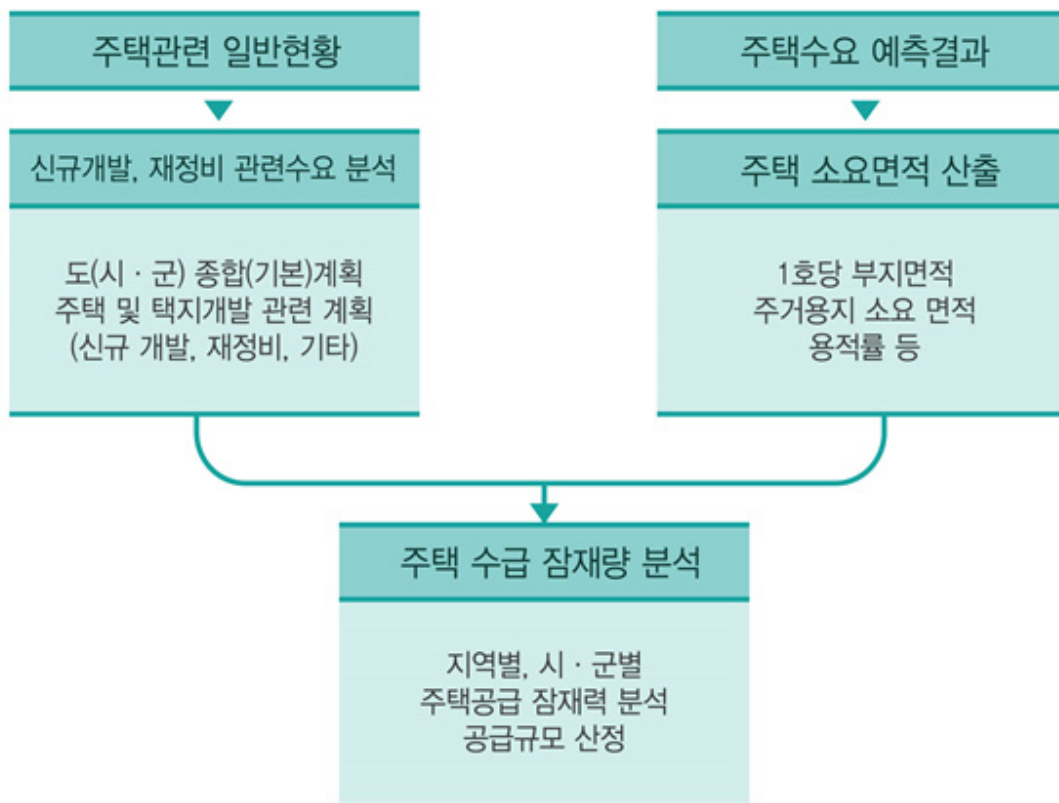 주택관련 일반현황
신규개발, 재정비 관련수요 분석
도(시 · 군) 종합(기본)계획
주택 및 택지개발 관련 계획
(신규 개발, 재정비, 기타)
주택수요 예측결과
주택 소요면적 산출
1호당 부지면적
주거용지 소요 면적
용적률 등
주택 수급 잠재량 분석
지역별, 시 · 군별
주택공급 잠재력 분석
공급규모 산정